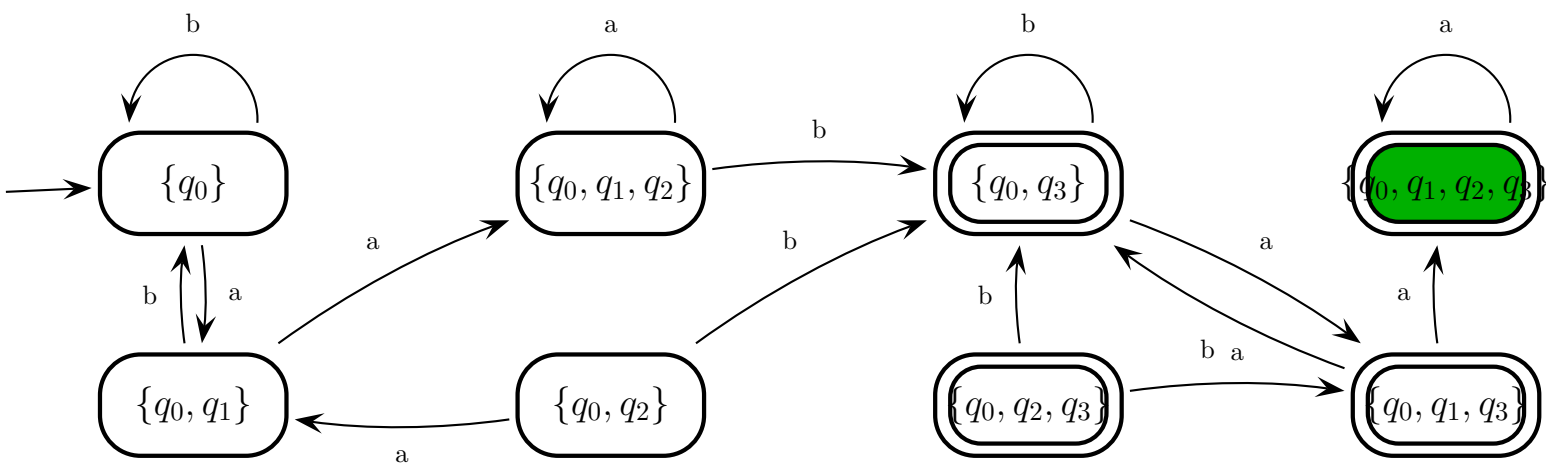 b a b a
{q₀} {q₀, q₁, q₂} b {q₀, q₃} {q₀, q₁, q₂, q₃}
a b a
b a b a
b a
{q₀, q₁} {q₀, q₂} {q₀, q₂, q₃} {q₀, q₁, q₃}
a